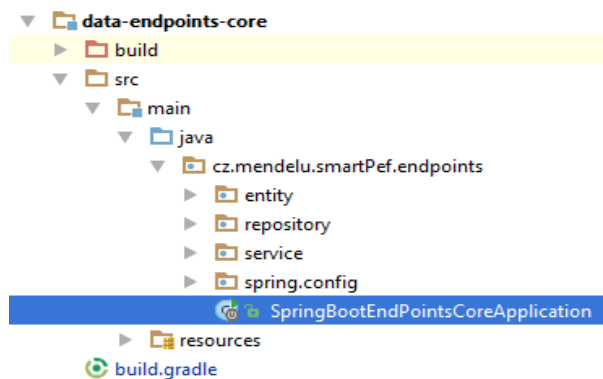 data-endpoints-core
build
src
main
java
cz.mendelu.smartPef.endpoints
entity
repository
service
spring.config
SpringBootEndPointsCoreApplication
resources
build.gradle